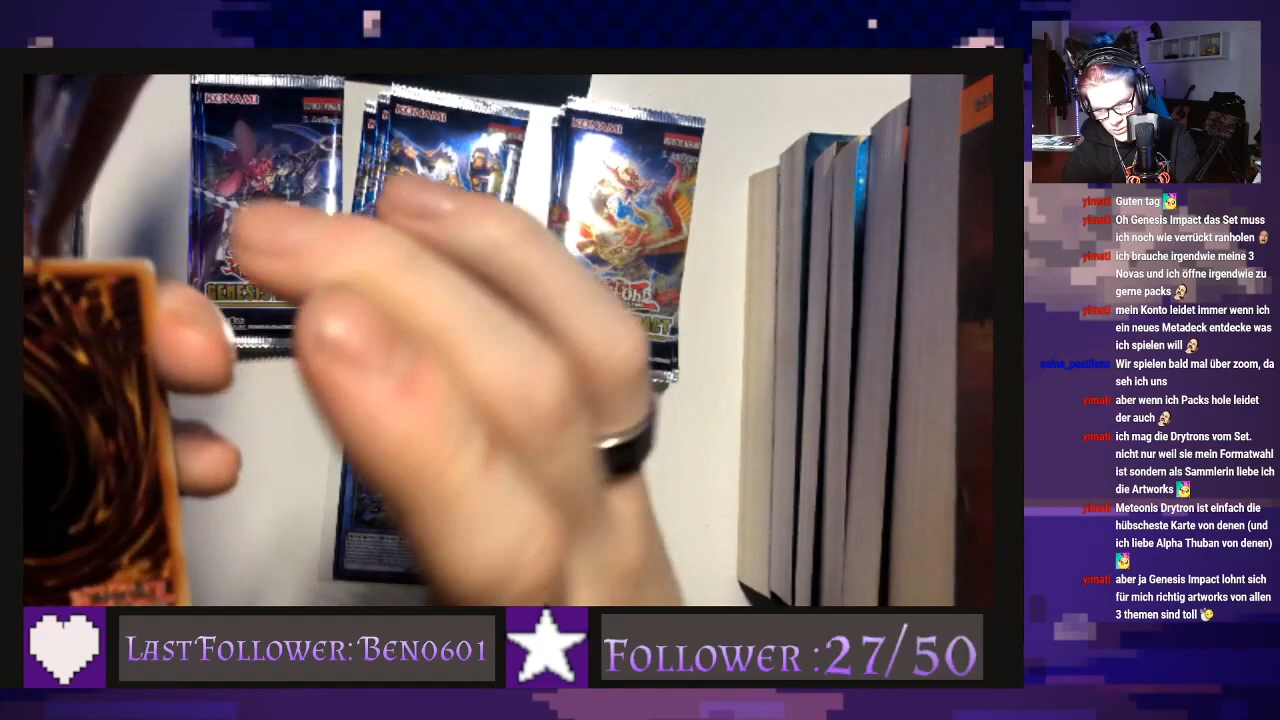 KONAMI
KONAMI
KONAMI
GENES
yimati Guten tag
yimati Oh Genesis Impact das Set muss
ich noch wie verrückt ranholen
yimati ich brauche irgendwie meine 3
Novas und ich öffne irgendwie zu
gerne packs
yimati mein Konto leidet immer wenn ich
ein neues Metadeck entdecke was
ich spielen will
Wir spielen bald mal über zoom, da
seh ich uns
yimati aber wenn ich Packs hole leidet
der auch
yimati ich mag die Drytrons vom Set.
nicht nur weil sie mein Formatwahl
ist sondern als Sammlerin liebe ich
die Artworks
yimati Meteonis Drytron ist einfach die
hübscheste Karte von denen (und
ich liebe Alpha Thuban von denen)
yimati aber ja Genesis Impact lohnt sich
für mich richtig artworks von allen
3 themen sind toll
Last Follower: Ben0601
Follower :27/50